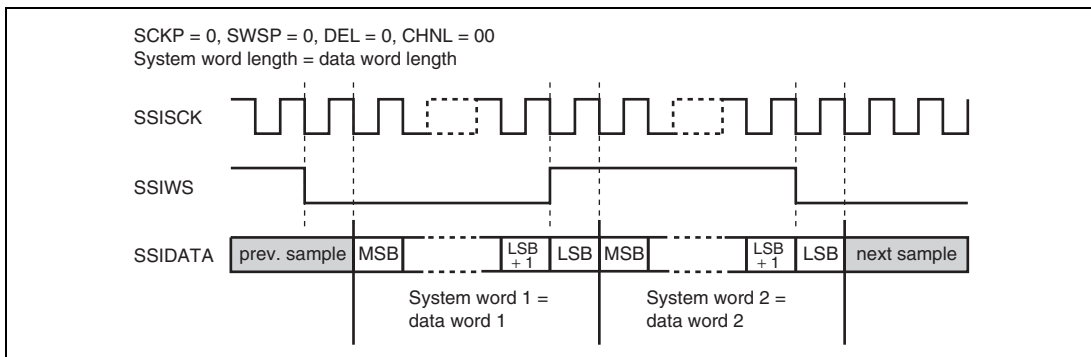 SCKP = 0, SWSP = 0, DEL = 0, CHNL = 00
System word length = data word length
SSISCK
SSIWS
SSIDATA
prev. sample
MSB
LSB
+ 1
LSB
MSB
LSB
+ 1
LSB
next sample
System word 1 =
data word 1
System word 2 =
data word 2